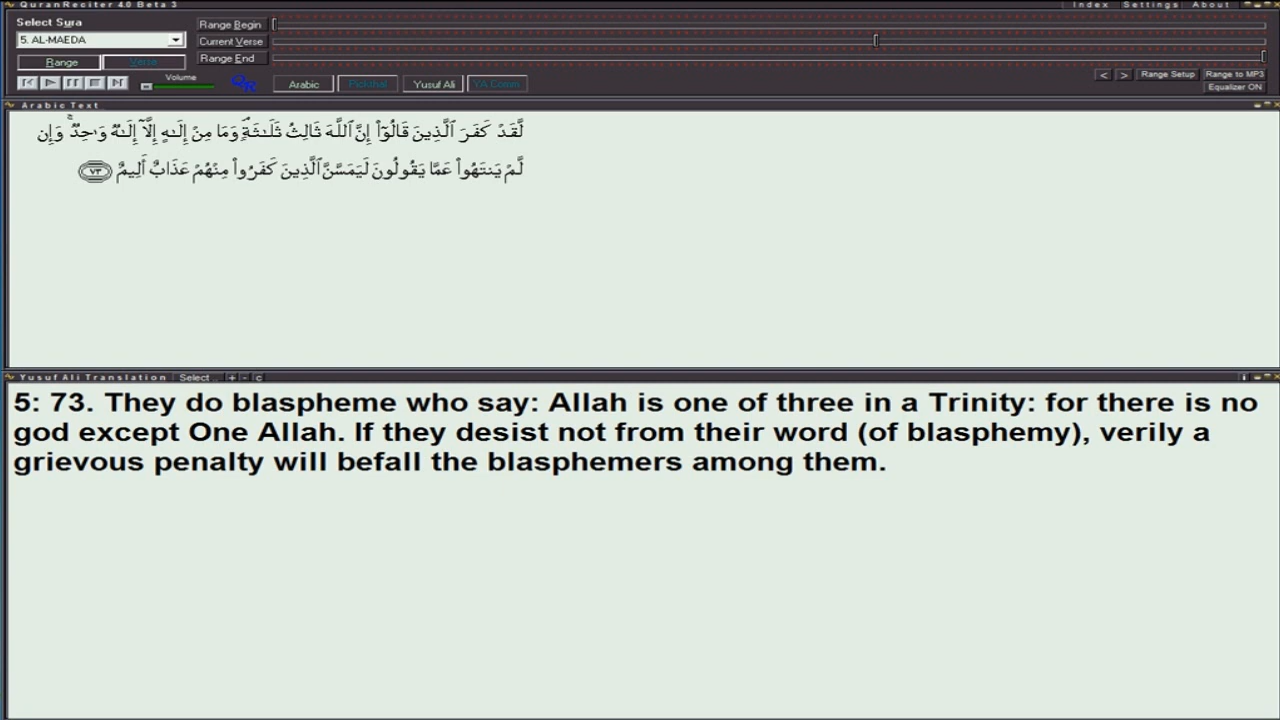 QuranReciter 4.0 Beta 3
Index Settings About
Select Sura
5. AL-MAEDA
Range Verse
Volume
QR
Range Begin
Current Verse
Range End
Arabic Pickthal Yusuf Ali YA Comm
< > Range Setup Range to MP3
Equalizer ON
Arabic Text
لَّقَدْ كَفَرَ ٱلَّذِينَ قَالُوٓا۟ إِنَّ ٱللَّهَ ثَالِثُ ثَلَـٰثَةٍۘ وَمَا مِنْ إِلَـٰهٍ إِلَّآ إِلَـٰهٌ وَٰحِدٌۚ وَإِن
لَّمْ يَنتَهُوا۟ عَمَّا يَقُولُونَ لَيَمَسَّنَّ ٱلَّذِينَ كَفَرُوا۟ مِنْهُمْ عَذَابٌ أَلِيمٌ ٧٣
Yusuf Ali Translation Select... + - c i
5: 73. They do blaspheme who say: Allah is one of three in a Trinity: for there is no
god except One Allah. If they desist not from their word (of blasphemy), verily a
grievous penalty will befall the blasphemers among them.